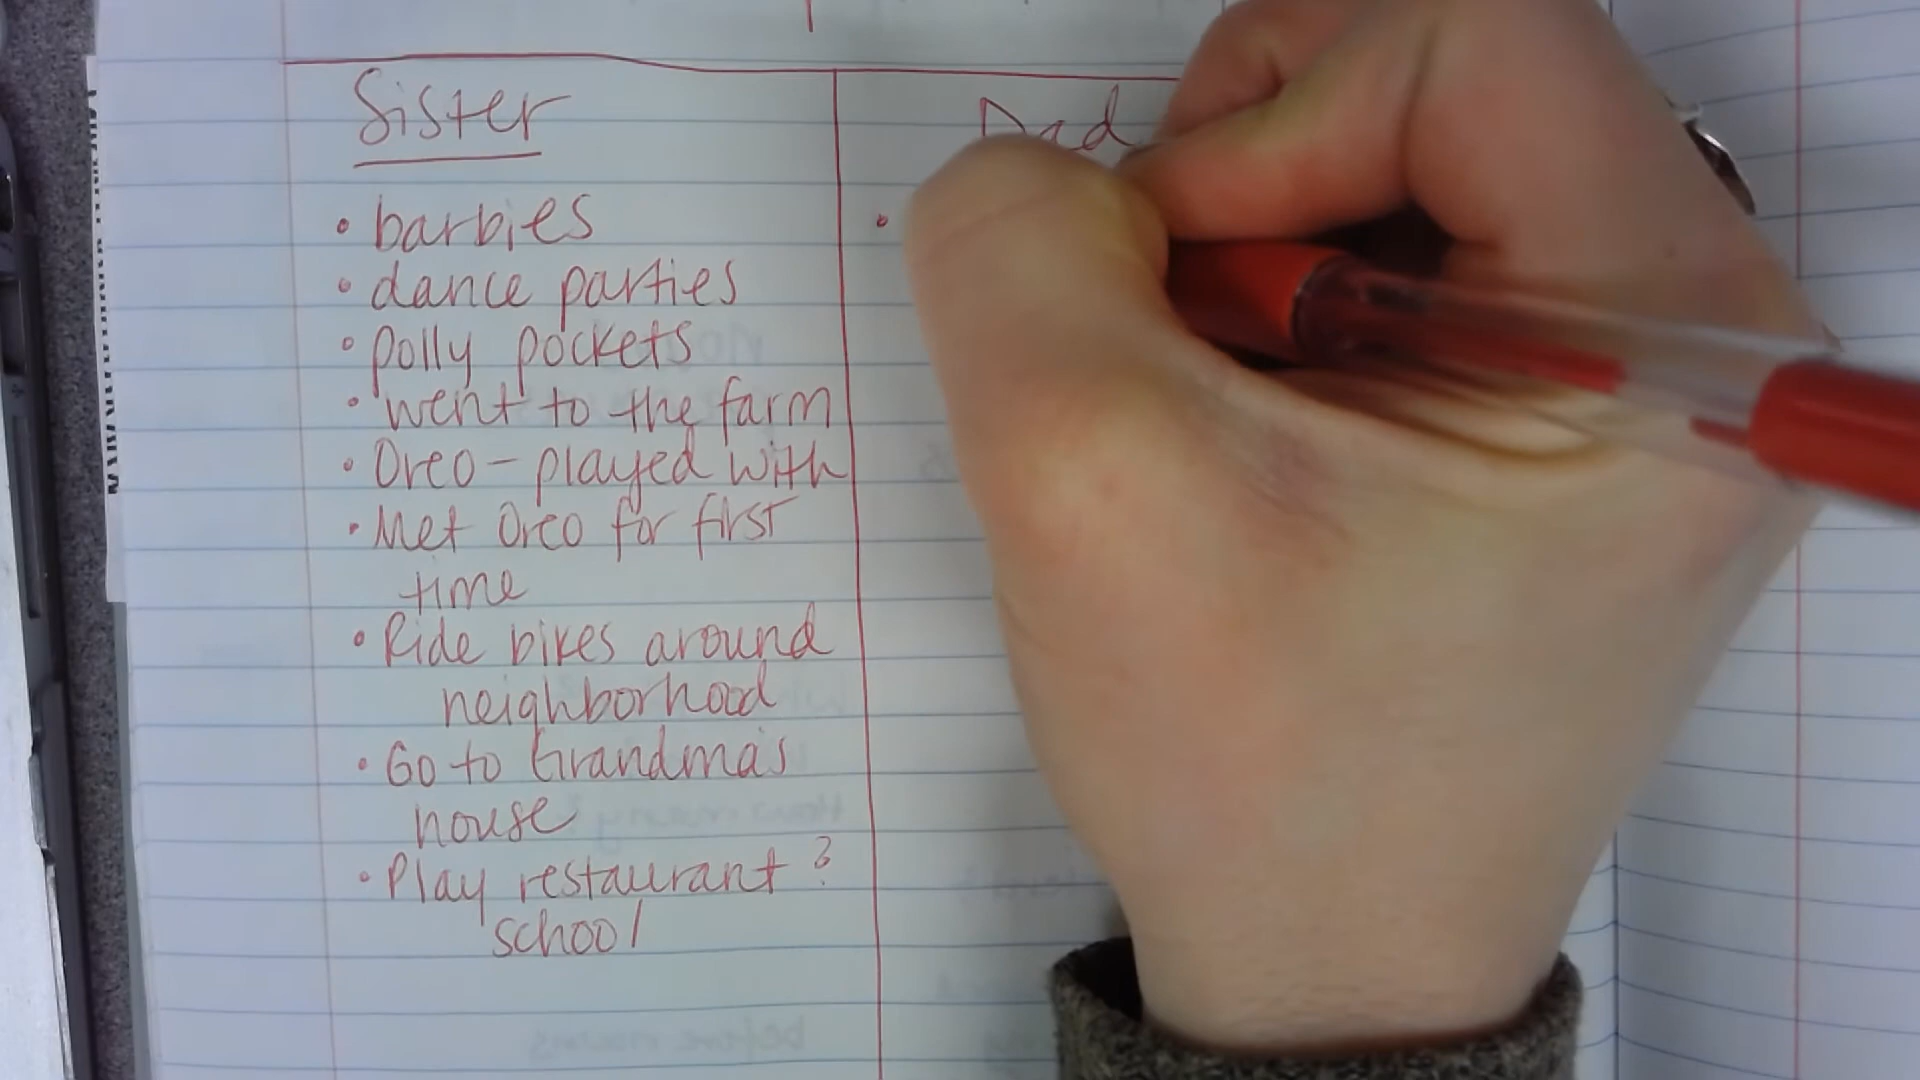 Sister
• barbies
• dance parties
• polly pockets
• went to the farm
• Oreo - played with
• Met Oreo for first
time
• Ride bikes around
neighborhood
• Go to Grandma's
house
• Play restaurant &
school
Dad